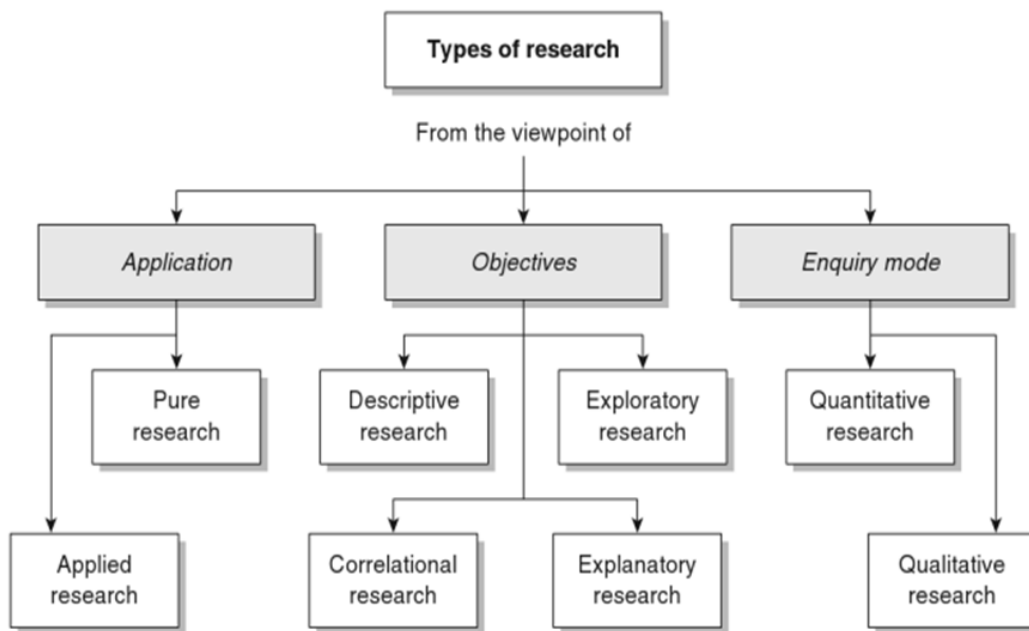 Types of research
From the viewpoint of
Application
Objectives
Enquiry mode
Pure
research
Descriptive
research
Exploratory
research
Quantitative
research
Applied
research
Correlational
research
Explanatory
research
Qualitative
research